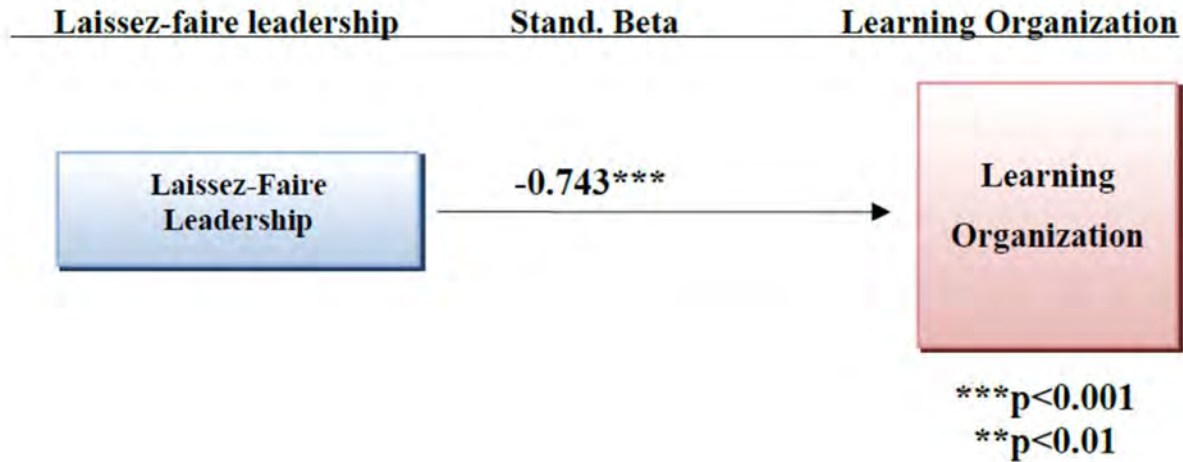 Laissez-faire leadership Stand. Beta Learning Organization
Laissez-Faire
Leadership
-0.743***
Learning
Organization
***p<0.001
**p<0.01